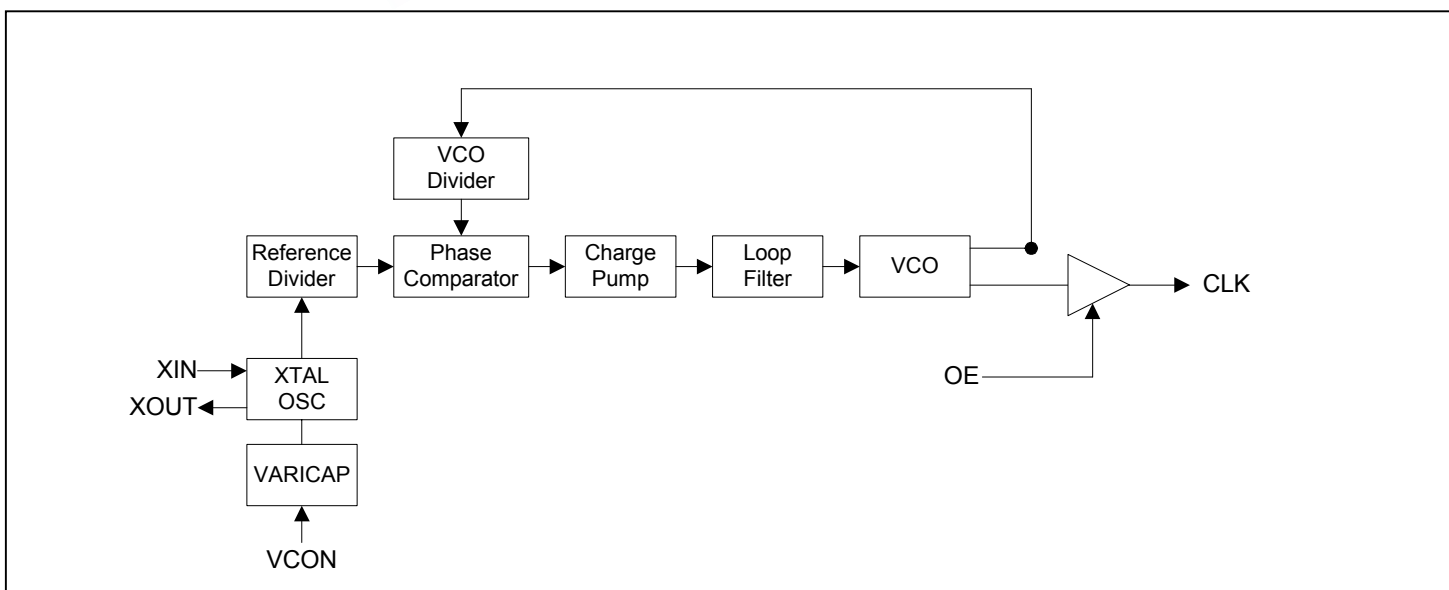 VCO
Divider
Reference
Divider
Phase
Comparator
Charge
Pump
Loop
Filter
VCO
CLK
XIN
XOUT
XTAL
OSC
OE
VARICAP
VCON